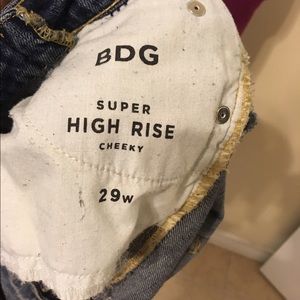 BDG
SUPER
HIGH RISE
CHEEKY
29W